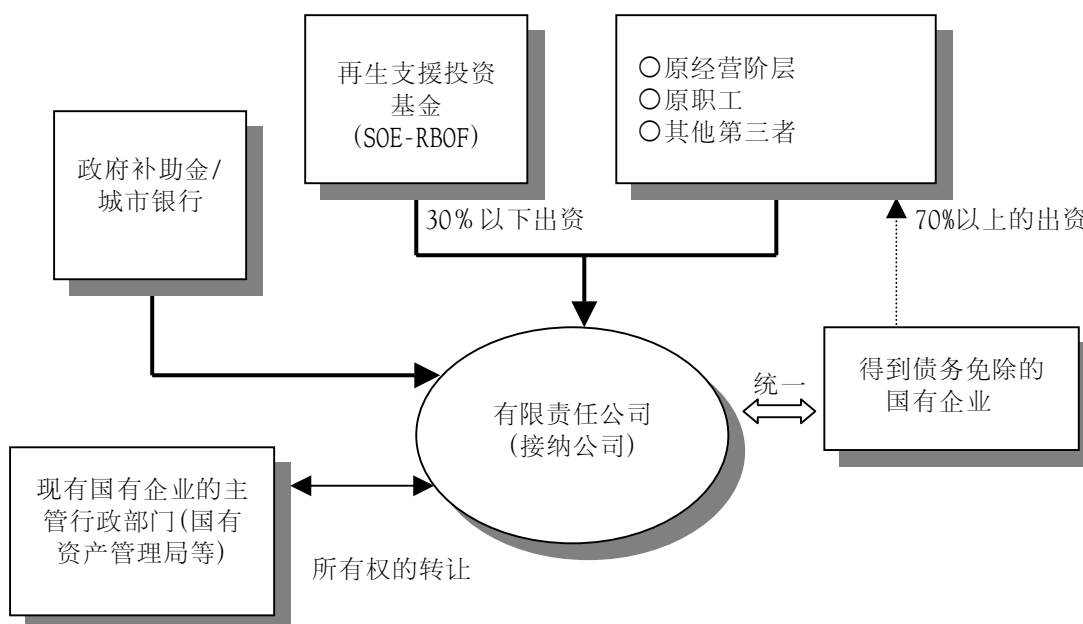 再生支援投资
基金
(SOE-RBOF)
○原经营阶层
○原职工
○其他第三者
政府补助金/
城市银行
30%以下出资
70%以上的出资
统一
得到债务免除的
国有企业
有限责任公司
(接纳公司)
现有国有企业的主
管行政部门(国有
资产管理局等)
所有权的转让